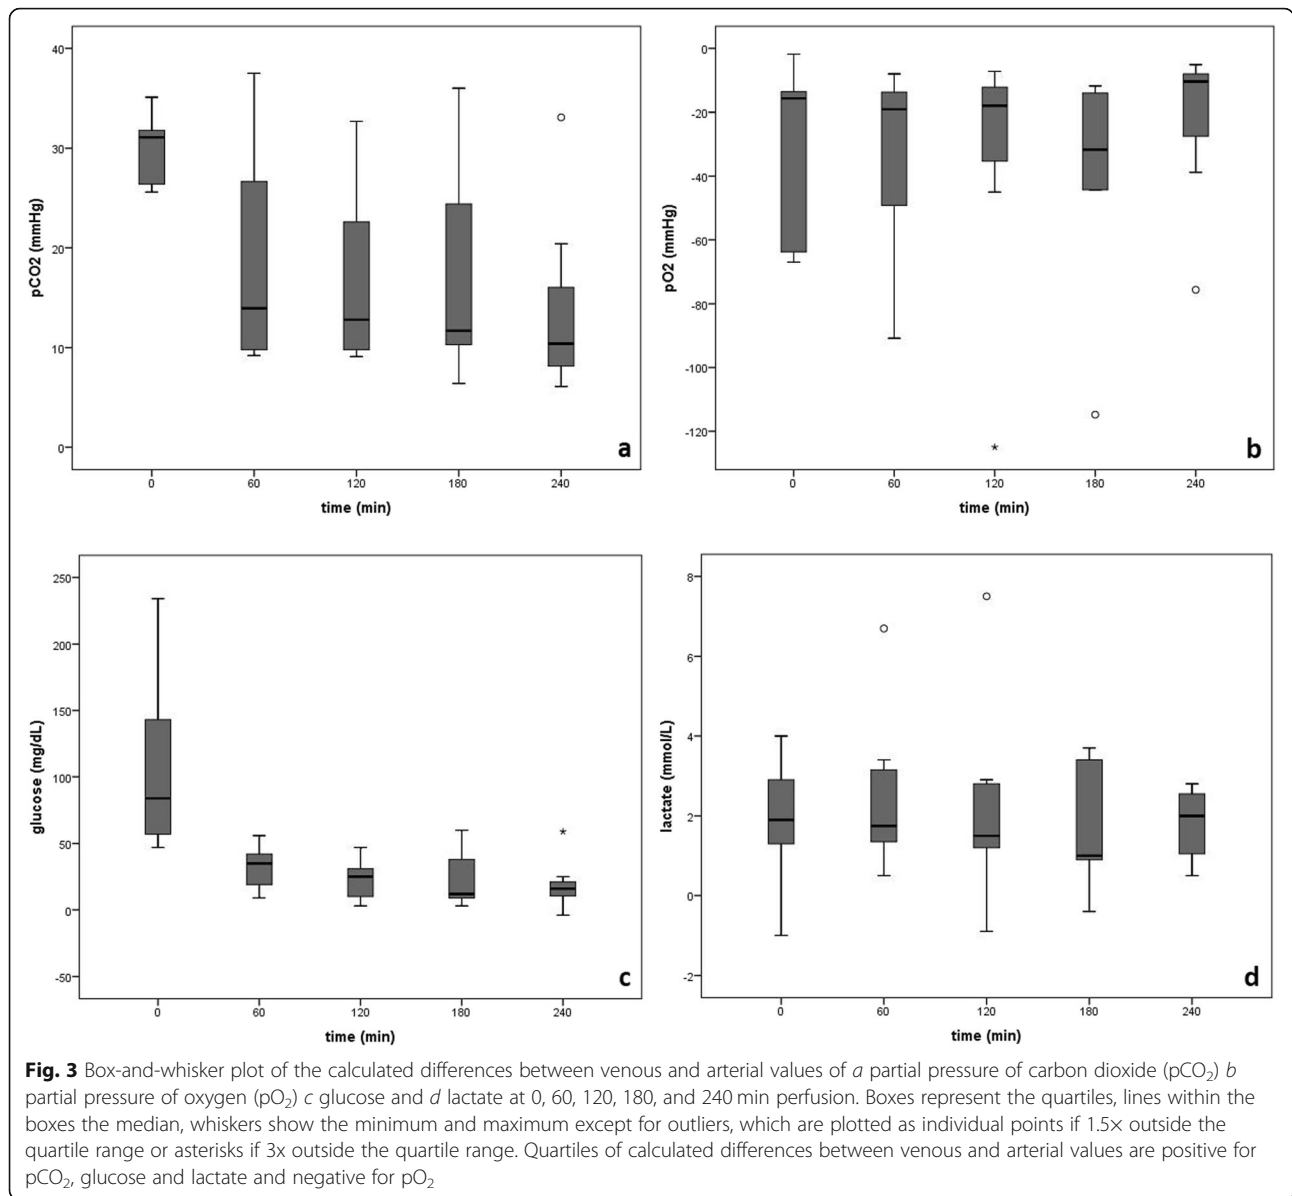 40
30
20
10
0
pCO2 (mmHg)
0 60 120 180 240
time (min)
a
0
-20
-40
-60
-80
-100
-120
pO2 (mmHg)
*
0 60 120 180 240
time (min)
b
250
200
150
100
50
0
-50
glucose (mg/dL)
*
0 60 120 180 240
time (min)
c
8
6
4
2
0
-2
lactate (mmol/L)
0 60 120 180 240
time (min)
d
Fig. 3 Box-and-whisker plot of the calculated differences between venous and arterial values of a partial pressure of carbon dioxide (pCO₂) b
partial pressure of oxygen (pO₂) c glucose and d lactate at 0, 60, 120, 180, and 240 min perfusion. Boxes represent the quartiles, lines within the
boxes the median, whiskers show the minimum and maximum except for outliers, which are plotted as individual points if 1.5× outside the
quartile range or asterisks if 3x outside the quartile range. Quartiles of calculated differences between venous and arterial values are positive for
pCO₂, glucose and lactate and negative for pO₂